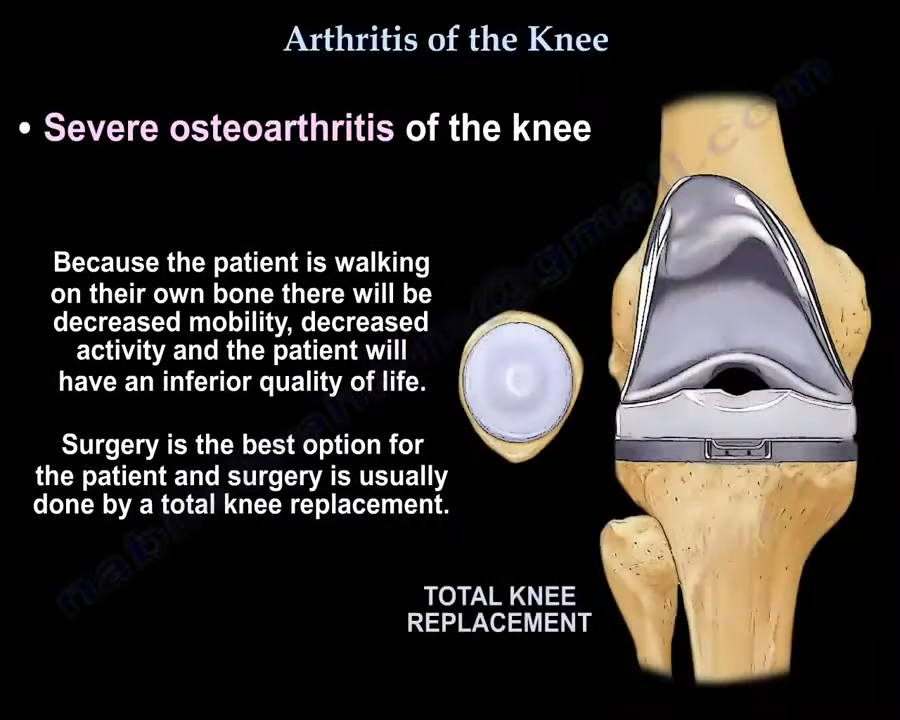 Arthritis of the Knee
• Severe osteoarthritis of the knee
Because the patient is walking
on their own bone there will be
decreased mobility, decreased
activity and the patient will
have an inferior quality of life.
Surgery is the best option for
the patient and surgery is usually
done by a total knee replacement.
TOTAL KNEE
REPLACEMENT